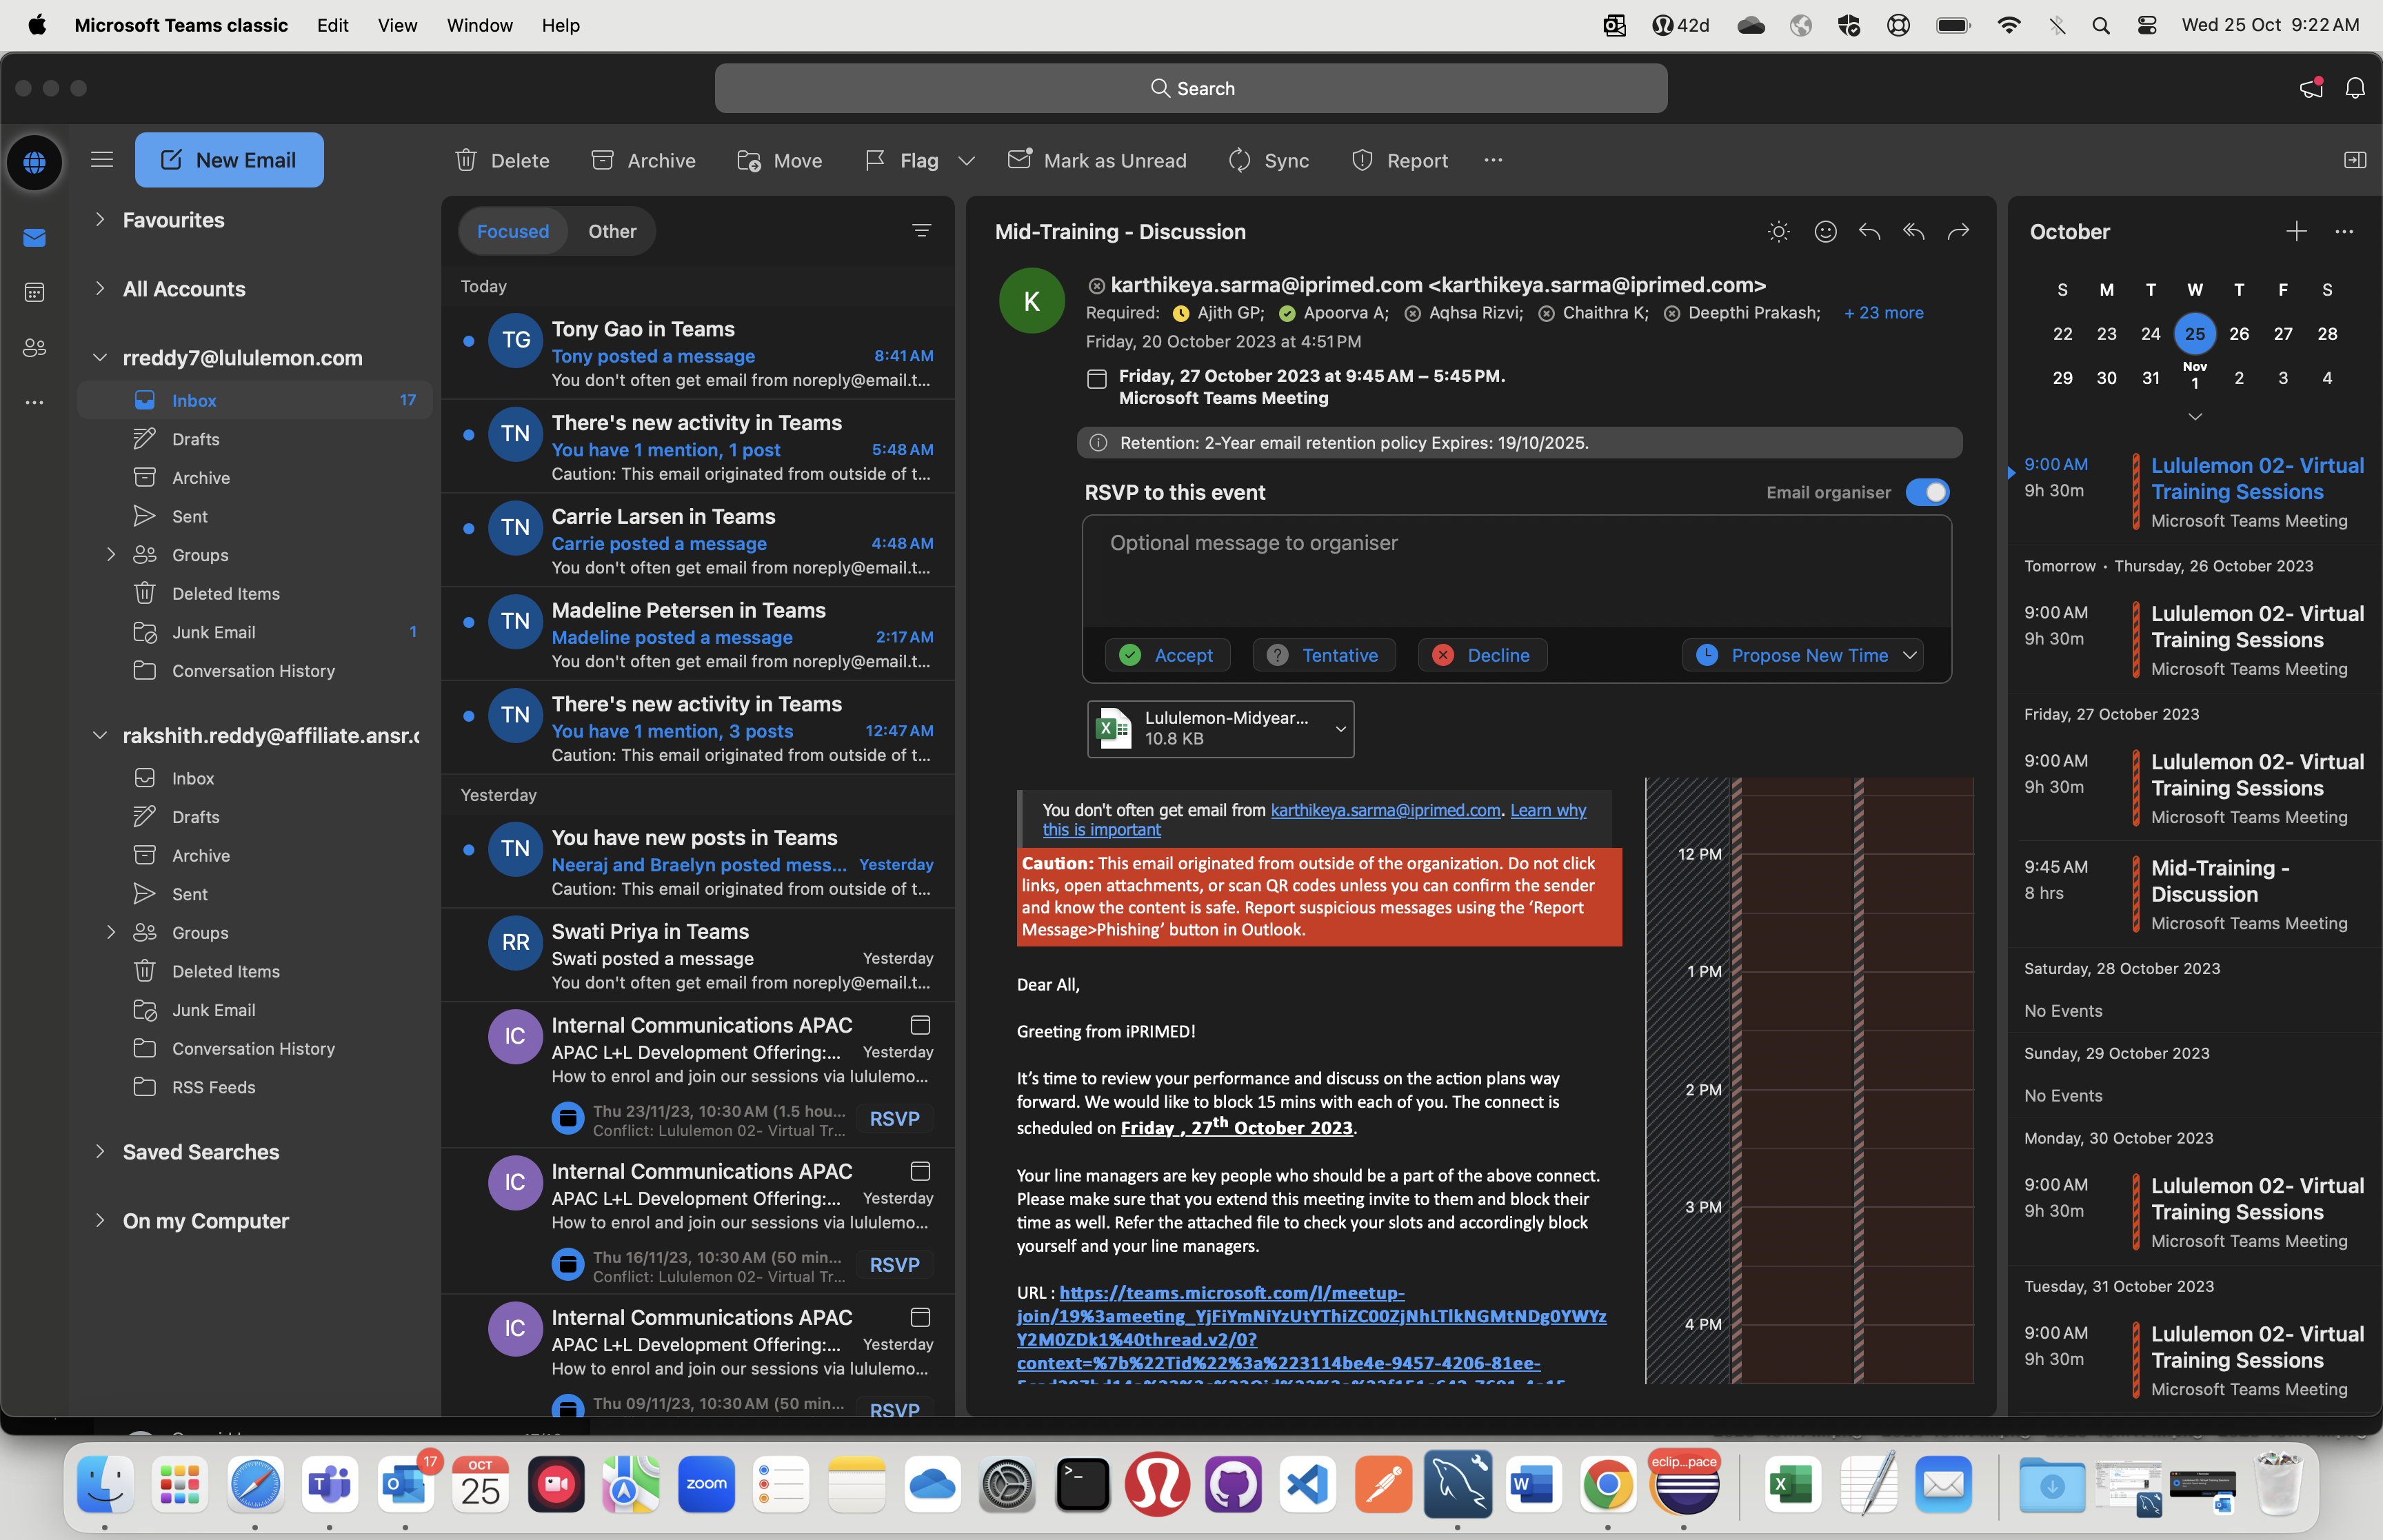 Microsoft Teams classic Edit View Window Help
42d Wed 25 Oct 9:22 AM
Search
New Email
Delete Archive Move Flag Mark as Unread Sync Report
Favourites
All Accounts
rreddy7@lululemon.com
Inbox 17
Drafts
Archive
Sent
Groups
Deleted Items
Junk Email 1
Conversation History
rakshith.reddy@affiliate.ansr.c
Inbox
Drafts
Archive
Sent
Groups
Deleted Items
Junk Email
Conversation History
RSS Feeds
Saved Searches
On my Computer
Focused Other
Today
TG
Tony Gao in Teams
Tony posted a message 8:41 AM
You don't often get email from noreply@email.t...
TN
There's new activity in Teams
You have 1 mention, 1 post 5:48 AM
Caution: This email originated from outside of t...
TN
Carrie Larsen in Teams
Carrie posted a message 4:48 AM
You don't often get email from noreply@email.t...
TN
Madeline Petersen in Teams
Madeline posted a message 2:17 AM
You don't often get email from noreply@email.t...
TN
There's new activity in Teams
You have 1 mention, 3 posts 12:47 AM
Caution: This email originated from outside of t...
Yesterday
TN
You have new posts in Teams
Neeraj and Braelyn posted mess... Yesterday
Caution: This email originated from outside of t...
RR
Swati Priya in Teams
Swati posted a message Yesterday
You don't often get email from noreply@email.t...
IC
Internal Communications APAC
APAC L+L Development Offering:... Yesterday
How to enrol and join our sessions via lululemo...
Thu 23/11/23, 10:30 AM (1.5 hou...
Conflict: Lululemon 02- Virtual Tr...
RSVP
IC
Internal Communications APAC
APAC L+L Development Offering:... Yesterday
How to enrol and join our sessions via lululemo...
Thu 16/11/23, 10:30 AM (50 min...
Conflict: Lululemon 02- Virtual Tr...
RSVP
IC
Internal Communications APAC
APAC L+L Development Offering:... Yesterday
How to enrol and join our sessions via lululemo...
Thu 09/11/23, 10:30 AM (50 min...
RSVP
Mid-Training - Discussion
K
karthikeya.sarma@iprimed.com <karthikeya.sarma@iprimed.com>
Required: Ajith GP; Apoorva A; Aqhsa Rizvi; Chaithra K; Deepthi Prakash; + 23 more
Friday, 20 October 2023 at 4:51 PM
Friday, 27 October 2023 at 9:45 AM – 5:45 PM.
Microsoft Teams Meeting
Retention: 2-Year email retention policy Expires: 19/10/2025.
RSVP to this event
Email organiser
Optional message to organiser
Accept Tentative Decline Propose New Time
Lululemon-Midyear...
10.8 KB
You don't often get email from karthikeya.sarma@iprimed.com. Learn why
this is important
Caution: This email originated from outside of the organization. Do not click
links, open attachments, or scan QR codes unless you can confirm the sender
and know the content is safe. Report suspicious messages using the ‘Report
Message>Phishing’ button in Outlook.
Dear All,
Greeting from iPRIMED!
It’s time to review your performance and discuss on the action plans way
forward. We would like to block 15 mins with each of you. The connect is
scheduled on Friday , 27th October 2023.
Your line managers are key people who should be a part of the above connect.
Please make sure that you extend this meeting invite to them and block their
time as well. Refer the attached file to check your slots and accordingly block
yourself and your line managers.
URL : https://teams.microsoft.com/l/meetup-
join/19%3ameeting_YjFiYmNiYzUtYThiZC00ZjNhLTlkNGMtNDg0YWYz
Y2M0ZDk1%40thread.v2/0?
context=%7b%22Tid%22%3a%223114be4e-9457-4206-81ee-
12 PM
1 PM
2 PM
3 PM
4 PM
October
S M T W T F S
22 23 24 25 26 27 28
29 30 31 Nov 1 2 3 4
9:00 AM
9h 30m
Lululemon 02- Virtual
Training Sessions
Microsoft Teams Meeting
Tomorrow • Thursday, 26 October 2023
9:00 AM
9h 30m
Lululemon 02- Virtual
Training Sessions
Microsoft Teams Meeting
Friday, 27 October 2023
9:00 AM
9h 30m
Lululemon 02- Virtual
Training Sessions
Microsoft Teams Meeting
9:45 AM
8 hrs
Mid-Training -
Discussion
Microsoft Teams Meeting
Saturday, 28 October 2023
No Events
Sunday, 29 October 2023
No Events
Monday, 30 October 2023
9:00 AM
9h 30m
Lululemon 02- Virtual
Training Sessions
Microsoft Teams Meeting
Tuesday, 31 October 2023
9:00 AM
9h 30m
Lululemon 02- Virtual
Training Sessions
Microsoft Teams Meeting
17
OCT
25
zoom
eclip...pace